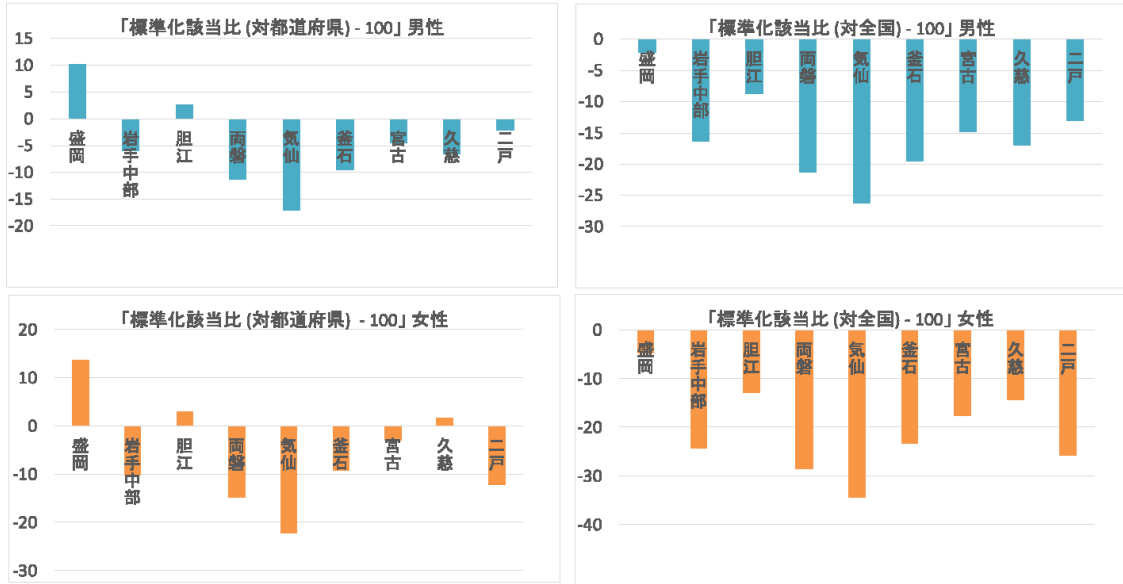 「標準化該当比 (対都道府県) - 100」 男性
15
10
5
0
-5
-10
-15
-20
盛岡
岩手中部
胆江
両磐
気仙
釜石
宮古
久慈
二戸
「標準化該当比 (対全国) - 100」 男性
0
-5
-10
-15
-20
-25
-30
盛岡
岩手中部
胆江
両磐
気仙
釜石
宮古
久慈
二戸
「標準化該当比 (対都道府県) - 100」 女性
20
10
0
-10
-20
-30
盛岡
岩手中部
胆江
両磐
気仙
釜石
宮古
久慈
二戸
「標準化該当比 (対全国) - 100」 女性
0
-10
-20
-30
-40
盛岡
岩手中部
胆江
両磐
気仙
釜石
宮古
久慈
二戸